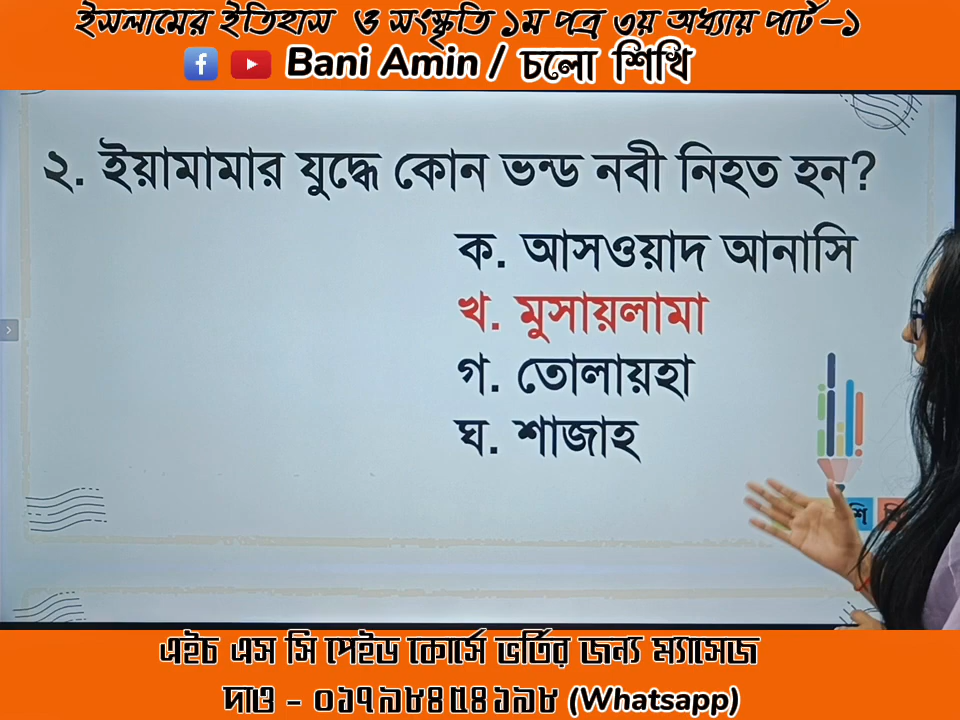 ইসলামের ইতিহাস ও সংস্কৃতি ১ম পত্র ৩য় অধ্যায় পার্ট –১
Bani Amin / চলো শিখি
২. ইয়ামামার যুদ্ধে কোন ভন্ড নবী নিহত হন?
ক. আসওয়াদ আনাসি
খ. মুসায়লামা
গ. তোলায়হা
ঘ. শাজাহ
এইচ এস সি পেইড কোর্সে ভর্তির জন্য ম্যাসেজ
দাও - ০১৭৯৮৪৫৪১৯৮ (Whatsapp)